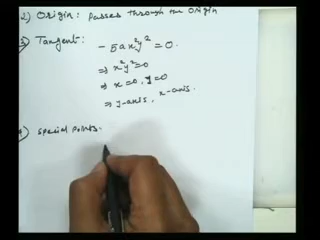 2) Origin: passes through the origin
3) Tangent: -5ax²y² = 0.
⇒ x²y² = 0
⇒ x = 0, y = 0
⇒ y-axis, x-axis.
4) special points.